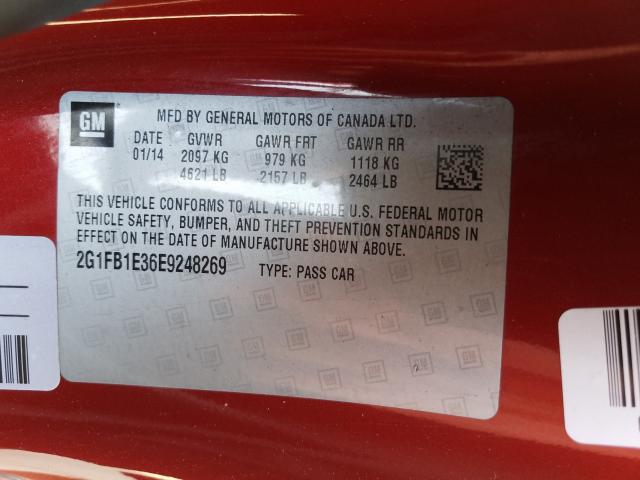 GM
MFD BY GENERAL MOTORS OF CANADA LTD.
DATE GVWR GAWR FRT GAWR RR
01/14 2097 KG 979 KG 1118 KG
4621 LB 2157 LB 2464 LB
THIS VEHICLE CONFORMS TO ALL APPLICABLE U.S. FEDERAL MOTOR
VEHICLE SAFETY, BUMPER, AND THEFT PREVENTION STANDARDS IN
EFFECT ON THE DATE OF MANUFACTURE SHOWN ABOVE.
2G1FB1E36E9248269 TYPE: PASS CAR